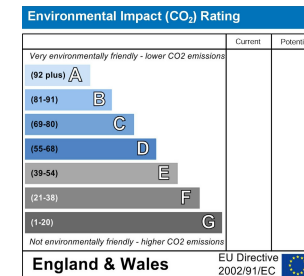 Environmental Impact (CO₂) Rating
Current Potenti
Very environmentally friendly - lower CO2 emissions
(92 plus) A
(81-91) B
(69-80) C
(55-68) D
(39-54) E
(21-38) F
(1-20) G
Not environmentally friendly - higher CO2 emissions
England & Wales
EU Directive
2002/91/EC